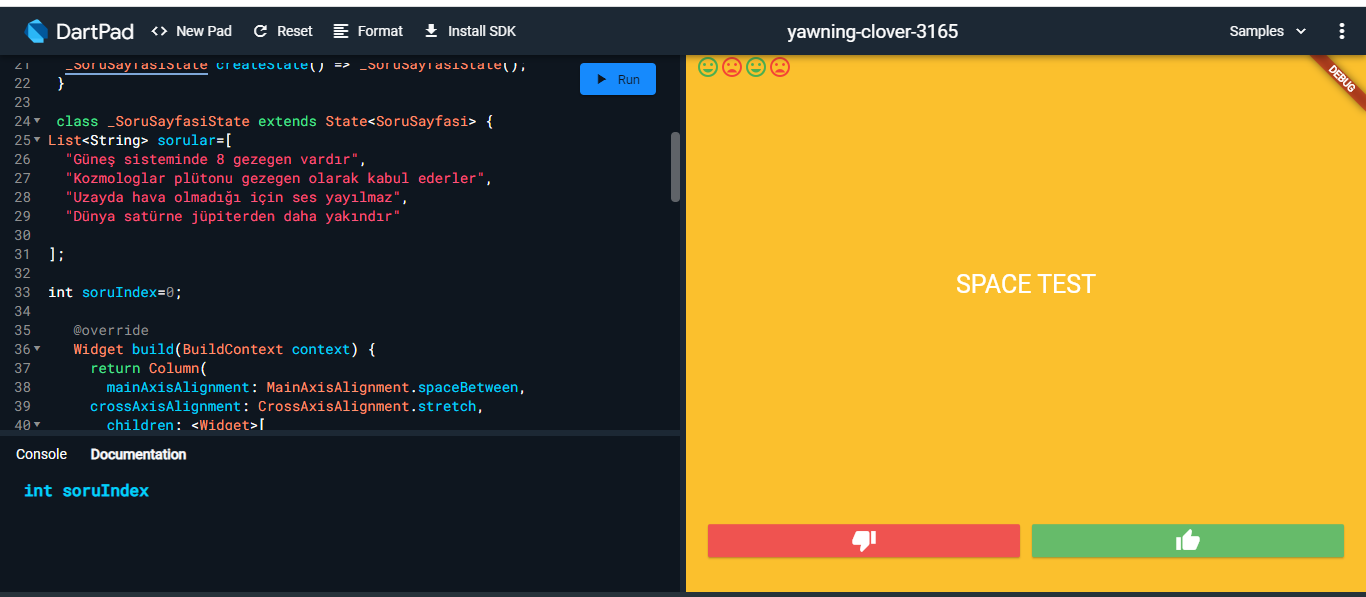 DartPad
<> New Pad
Reset
Format
Install SDK
yawning-clover-3165
Samples
21 _SoruSayfasiState createState() => _SoruSayfasiState();
22 }
23
24 class _SoruSayfasiState extends State<SoruSayfasi> {
25 List<String> sorular=[
26 "Güneş sisteminde 8 gezegen vardır",
27 "Kozmologlar plütonu gezegen olarak kabul ederler",
28 "Uzayda hava olmadığı için ses yayılmaz",
29 "Dünya satürne jüpiterden daha yakındır"
30
31 ];
32
33 int soruIndex=0;
34
35 @override
36 Widget build(BuildContext context) {
37 return Column(
38 mainAxisAlignment: MainAxisAlignment.spaceBetween,
39 crossAxisAlignment: CrossAxisAlignment.stretch,
40 children: <Widget>[
Run
Console
Documentation
int soruIndex
DEBUG
SPACE TEST